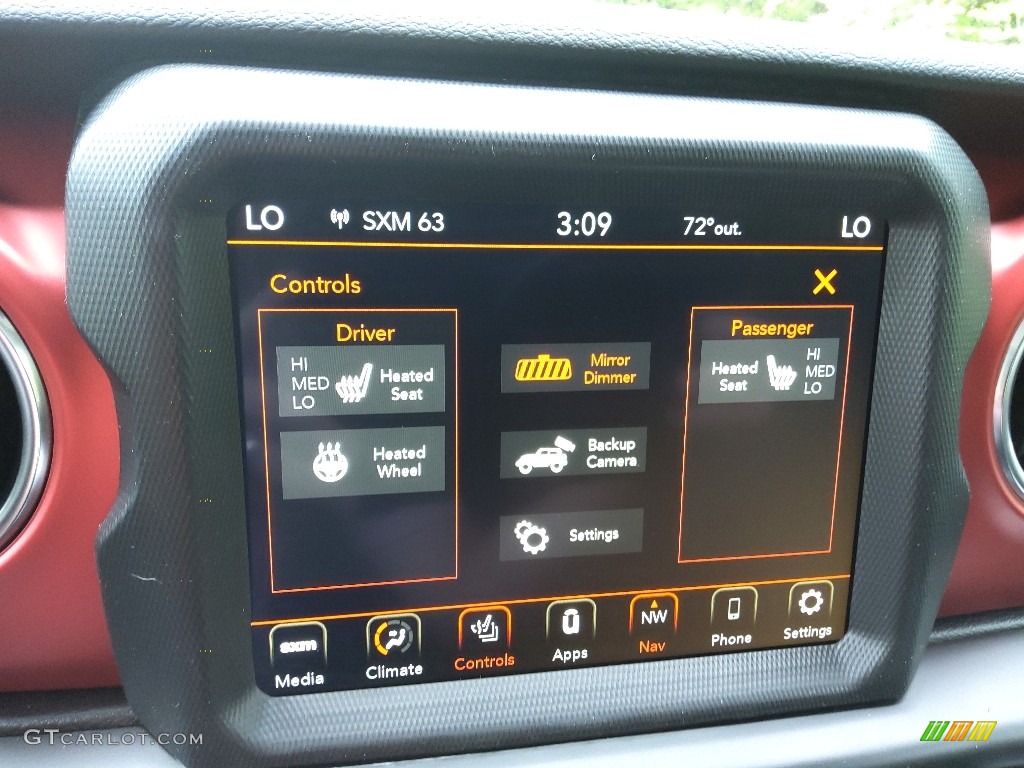 LO SXM 63 3:09 72°out. LO
Controls
Driver
HI
MED
LO
Heated
Seat
Heated
Wheel
Mirror
Dimmer
Backup
Camera
Settings
Passenger
Heated
Seat
HI
MED
LO
sxm
Media
Climate
Controls
Apps
NW
Nav
Phone
Settings
GTcarlot.com